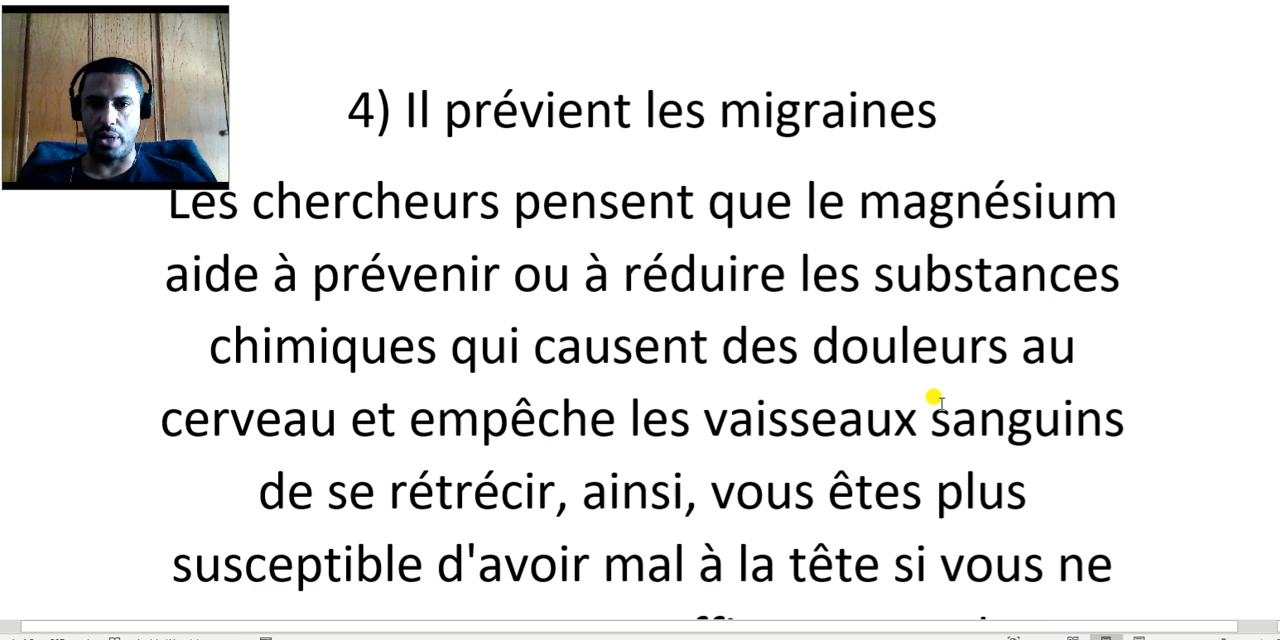 4) Il prévient les migraines
Les chercheurs pensent que le magnésium
aide à prévenir ou à réduire les substances
chimiques qui causent des douleurs au
cerveau et empêche les vaisseaux sanguins
de se rétrécir, ainsi, vous êtes plus
susceptible d'avoir mal à la tête si vous ne